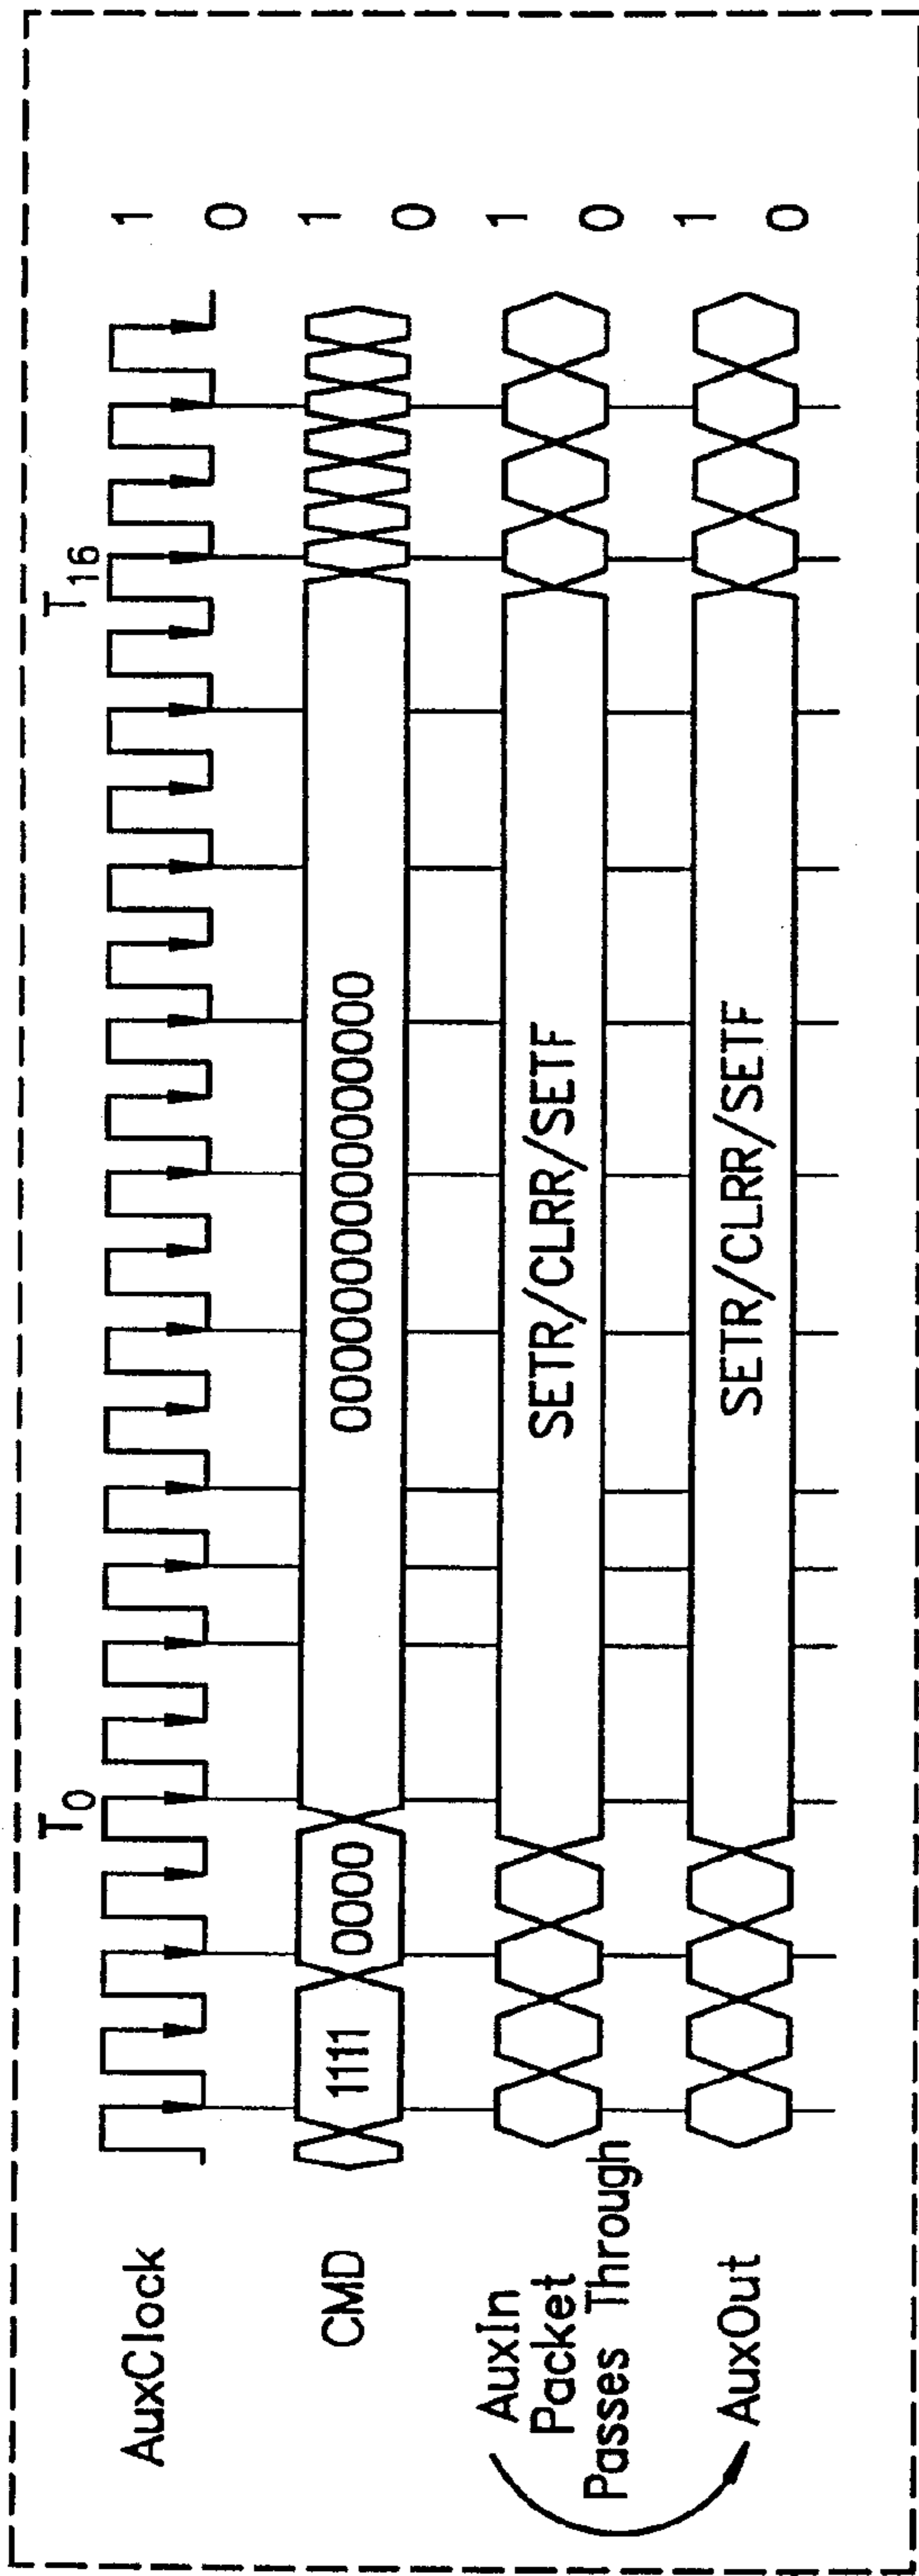 T0 T16
AuxClock 1
0
CMD 1111 0000 0000000000000000 1
0
AuxIn
Packet
Passes Through
SETR/CLRR/SETF 1
0
AuxOut SETR/CLRR/SETF 1
0